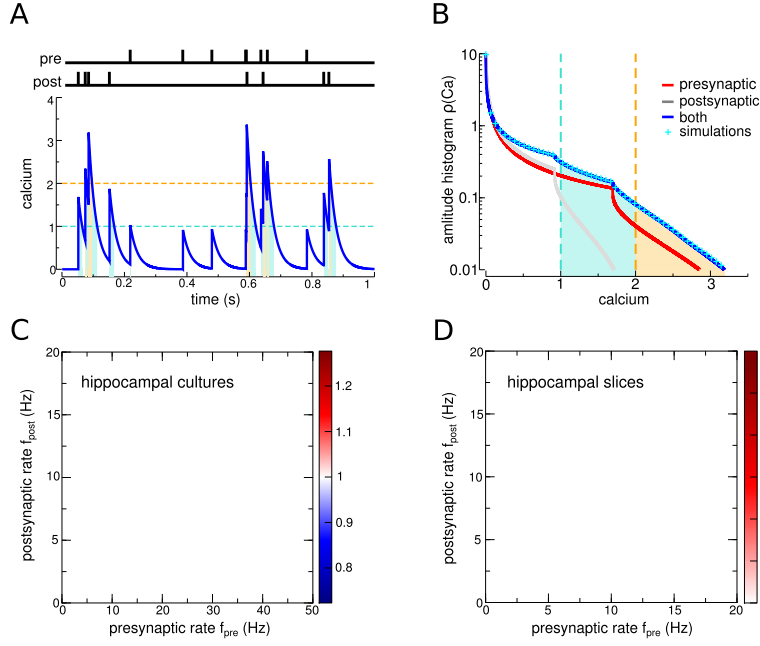 A
pre
post
4
3
2
1
0
calcium
0
0.2
0.4
0.6
0.8
1
time (s)
B
10
1
0.1
0.01
amlitude histogram ρ(Ca)
presynaptic
postsynaptic
both
simulations
0
1
2
3
calcium
C
20
15
10
5
0
postsynaptic rate fpost (Hz)
hippocampal cultures
0
10
20
30
40
50
presynaptic rate fpre (Hz)
1.2
1.1
1
0.9
0.8
D
20
15
10
5
0
postsynaptic rate fpost (Hz)
hippocampal slices
0
5
10
15
20
presynaptic rate fpre (Hz)